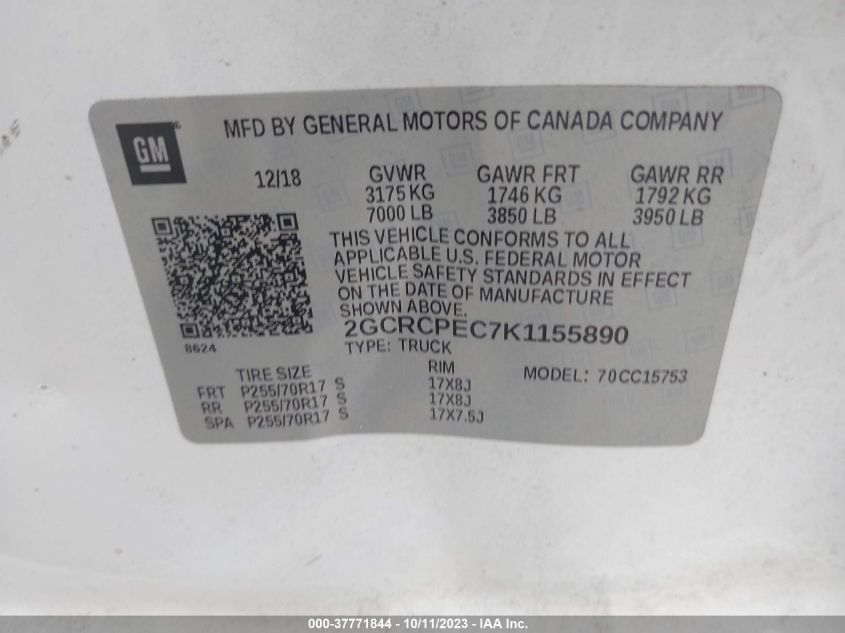 GM
MFD BY GENERAL MOTORS OF CANADA COMPANY
12/18 GVWR GAWR FRT GAWR RR
3175 KG 1746 KG 1792 KG
7000 LB 3850 LB 3950 LB
THIS VEHICLE CONFORMS TO ALL
APPLICABLE U.S. FEDERAL MOTOR
VEHICLE SAFETY STANDARDS IN EFFECT
ON THE DATE OF MANUFACTURE
SHOWN ABOVE.
2GCRCPEC7K1155890
8624
TYPE: TRUCK
TIRE SIZE RIM MODEL: 70CC15753
FRT P255/70R17 S 17X8J
RR P255/70R17 S 17X8J
SPA P255/70R17 S 17X7.5J
000-37771844 / 10/11/2023 - IAA Inc.